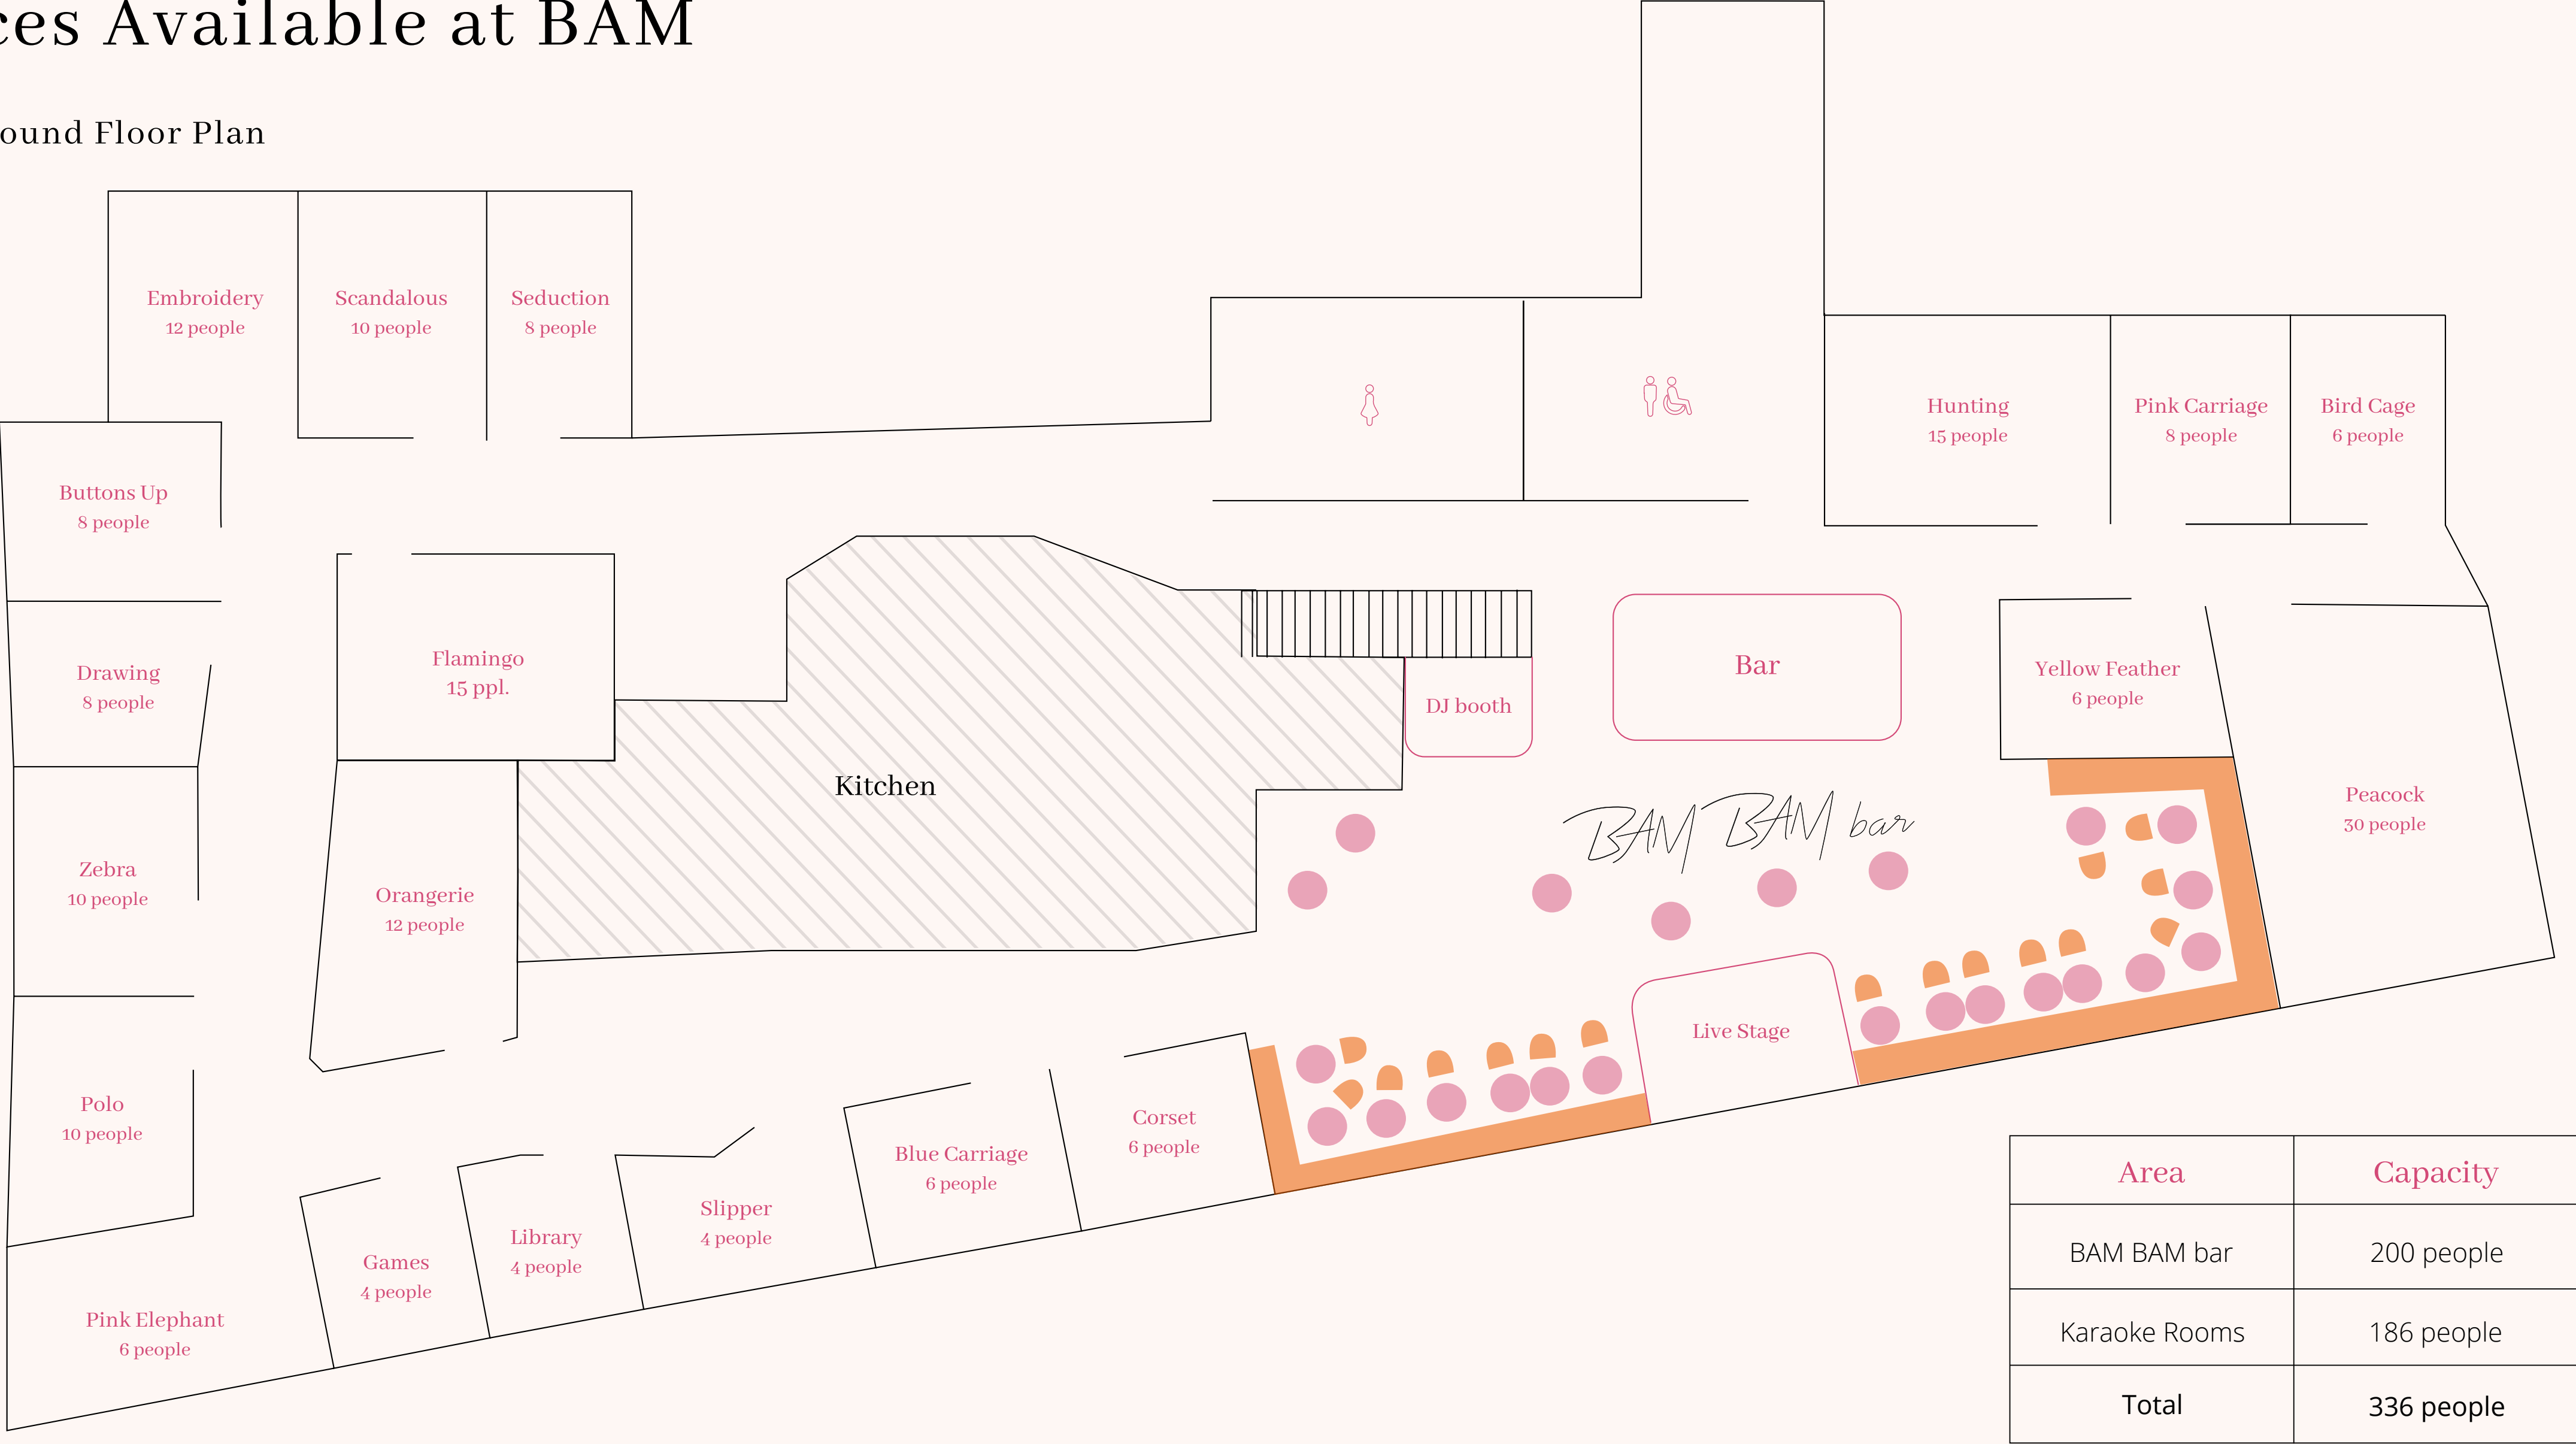 ces Available at BAM
ound Floor Plan
Embroidery
12 people
Scandalous
10 people
Seduction
8 people
Hunting
15 people
Pink Carriage
8 people
Bird Cage
6 people
Buttons Up
8 people
Drawing
8 people
Flamingo
15 ppl.
Kitchen
DJ booth
Bar
Yellow Feather
6 people
Peacock
30 people
BAM BAM bar
Zebra
10 people
Orangerie
12 people
Live Stage
Polo
10 people
Corset
6 people
Blue Carriage
6 people
Slipper
4 people
Library
4 people
Games
4 people
Pink Elephant
6 people
Area Capacity
BAM BAM bar 200 people
Karaoke Rooms 186 people
Total 336 people